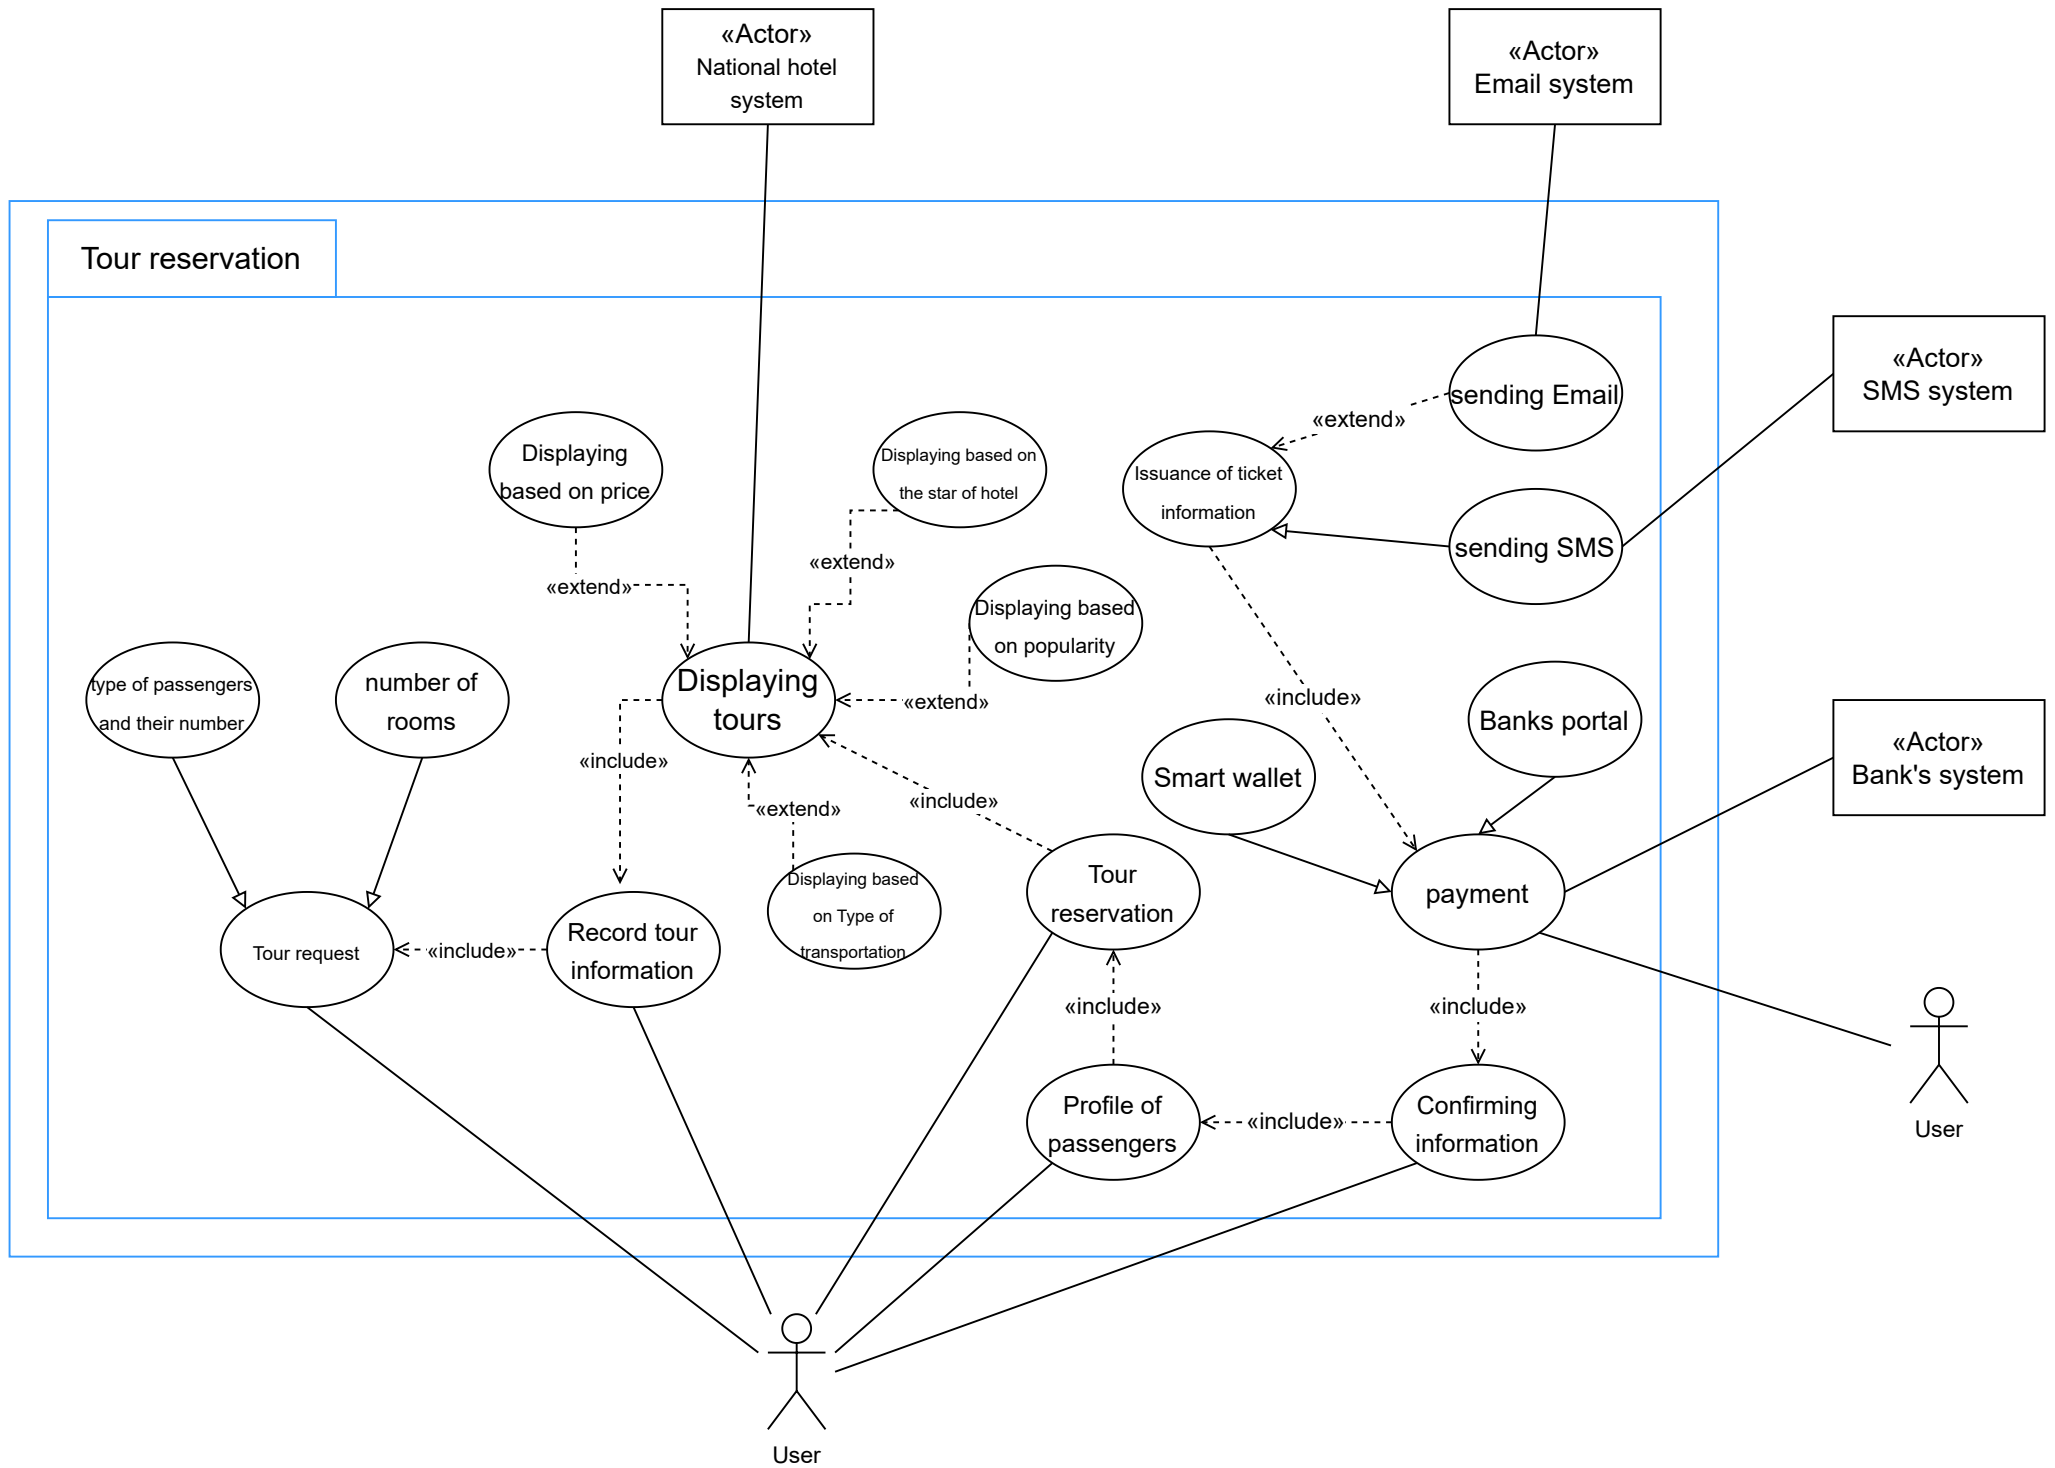 «Actor»
National hotel
system
«Actor»
Email system
Tour reservation
«Actor»
SMS system
sending Email
«extend»
Displaying
based on price
Displaying based on
the star of hotel
Issuance of ticket
information
sending SMS
«extend»
«extend»
Displaying based
on popularity
type of passengers
and their number
number of
rooms
Displaying
tours
«extend»
«include»
Banks portal
«Actor»
Bank's system
«include»
Smart wallet
«extend»
«include»
Displaying based
on Type of
transportation
Tour
reservation
payment
Tour request
«include»
Record tour
information
«include»
«include»
Profile of
passengers
«include»
Confirming
information
User
User